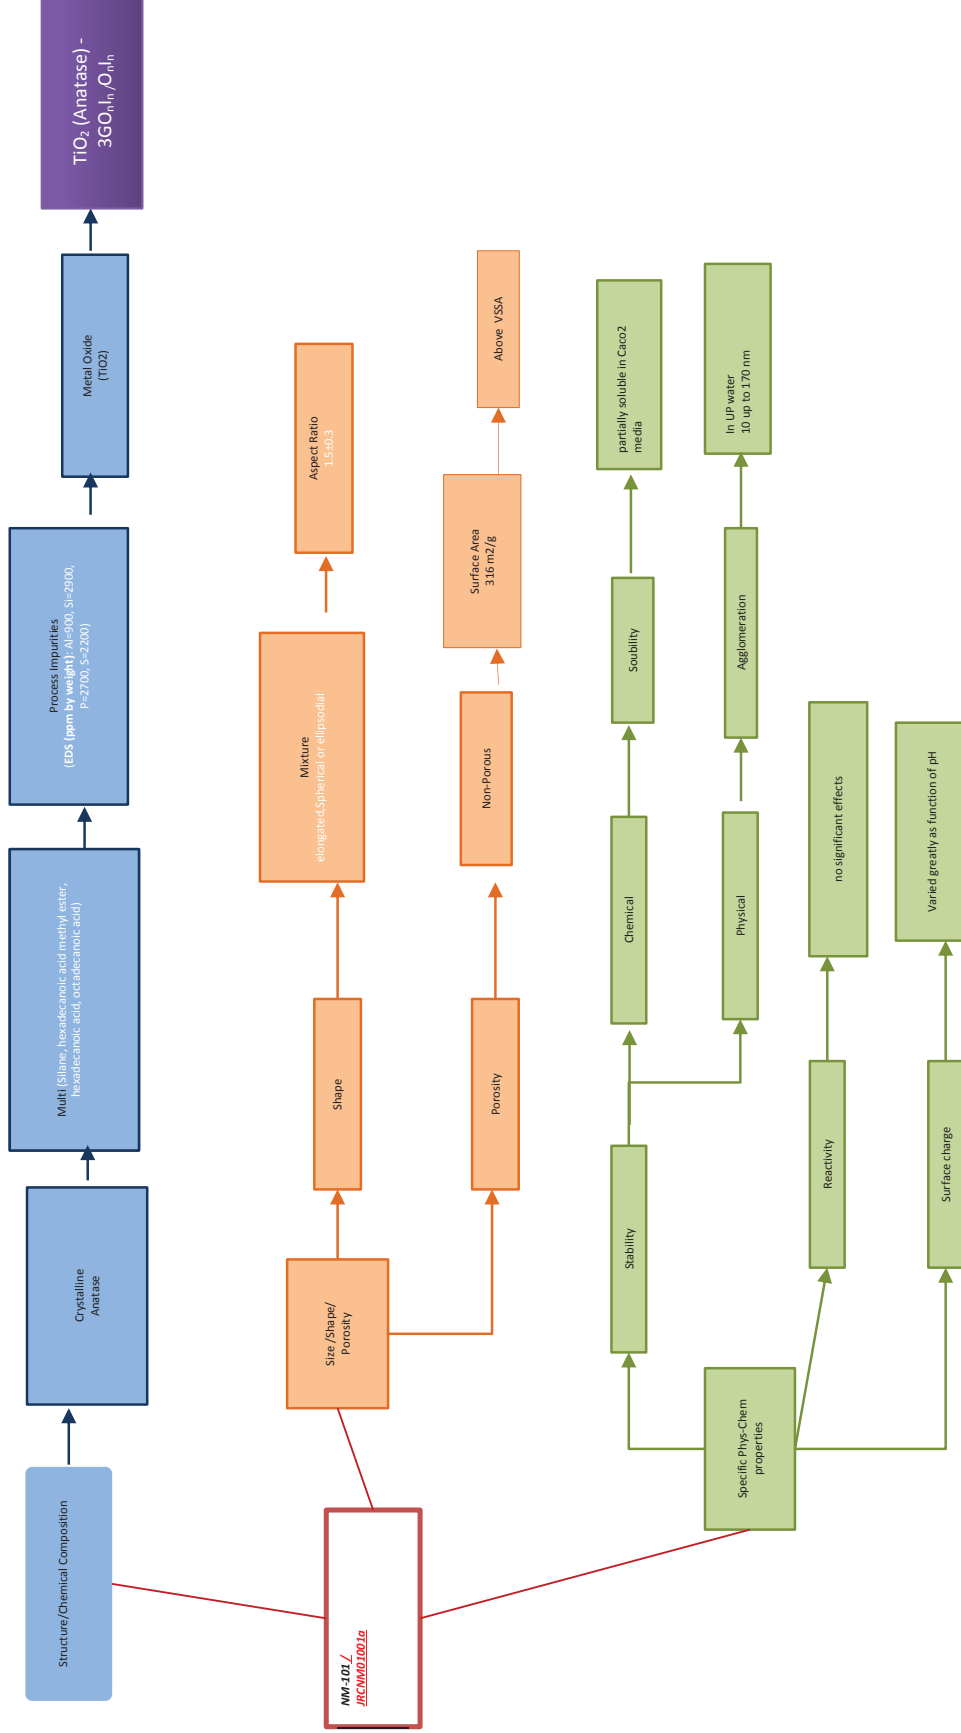 NM-101/
JRCNM01001a
Structure/Chemical Composition
Crystalline
Anatase
Multi (Silane, hexadecanoic acid methyl ester,
hexadecanoic acid, octadecanoic acid)
Process Impurities
(EDS (ppm by weight): Al=900, Si=2900,
P=2700, S=2200)
Metal Oxide
(TiO2)
TiO₂ (Anatase) -
3GOₙIₙ/OₙIₙ
Size /Shape/
Porosity
Shape
Mixture
elongated,Spherical or ellipsodial
Aspect Ratio
1.5±0.3
Porosity
Non-Porous
Surface Area
316 m2/g
Above VSSA
Specific Phys-Chem
properties
Stability
Chemical
Soubility
partially soluble in Caco2
media
Physical
Agglomeration
In UP water
10 up to 170 nm
Reactivity
no significant effects
Surface charge
Varied greatly as function of pH